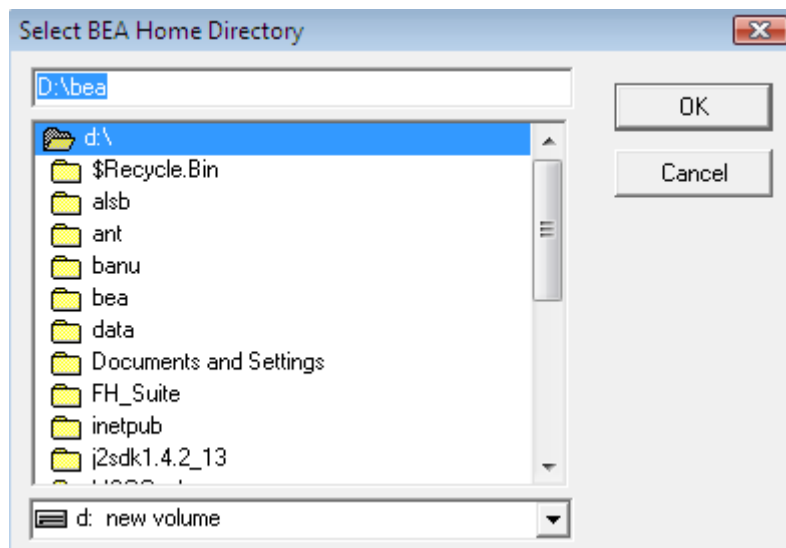 Select BEA Home Directory
D:\bea
OK
Cancel
d:\
$Recycle.Bin
alsb
ant
banu
bea
data
Documents and Settings
FH_Suite
inetpub
j2sdk1.4.2_13
d: new volume